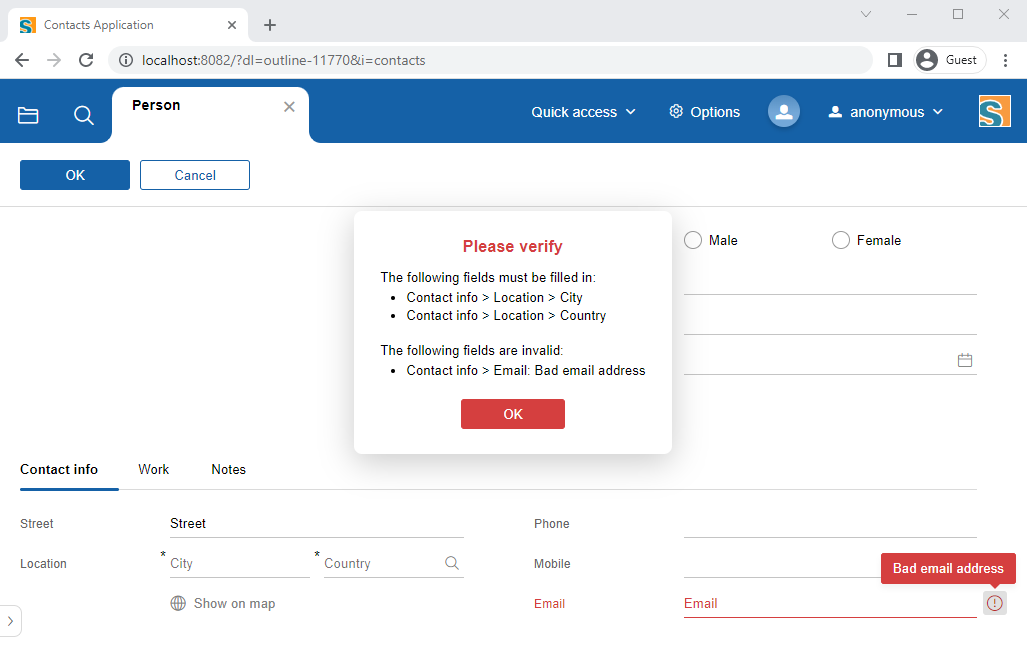 Contacts Application
localhost:8082/?dl=outline-11770&i=contacts
Guest
Person
Quick access
Options
anonymous
OK
Cancel
Please verify
The following fields must be filled in:
• Contact info > Location > City
• Contact info > Location > Country
The following fields are invalid:
• Contact info > Email: Bad email address
OK
Male
Female
Contact info
Work
Notes
Street
Street
Phone
Location
* City
* Country
Mobile
Bad email address
Show on map
Email
Email